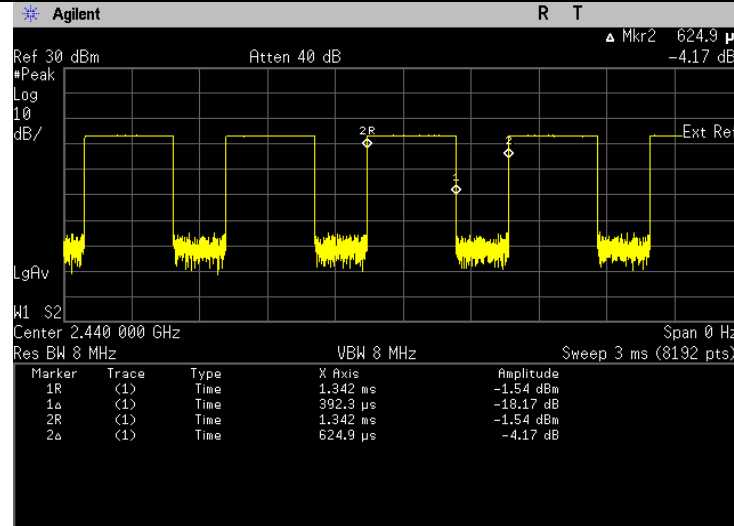 Agilent R T
Δ Mkr2 624.9 μ
Ref 30 dBm Atten 40 dB -4.17 dB
#Peak
Log
10
dB/
2R
1
2
Ext Ref
LgAv
W1 S2
Center 2.440 000 GHz Span 0 Hz
Res BW 8 MHz VBW 8 MHz Sweep 3 ms (8192 pts)
Marker Trace Type X Axis Amplitude
1R (1) Time 1.342 ms -1.54 dBm
1Δ (1) Time 392.3 μs -18.17 dB
2R (1) Time 1.342 ms -1.54 dBm
2Δ (1) Time 624.9 μs -4.17 dB